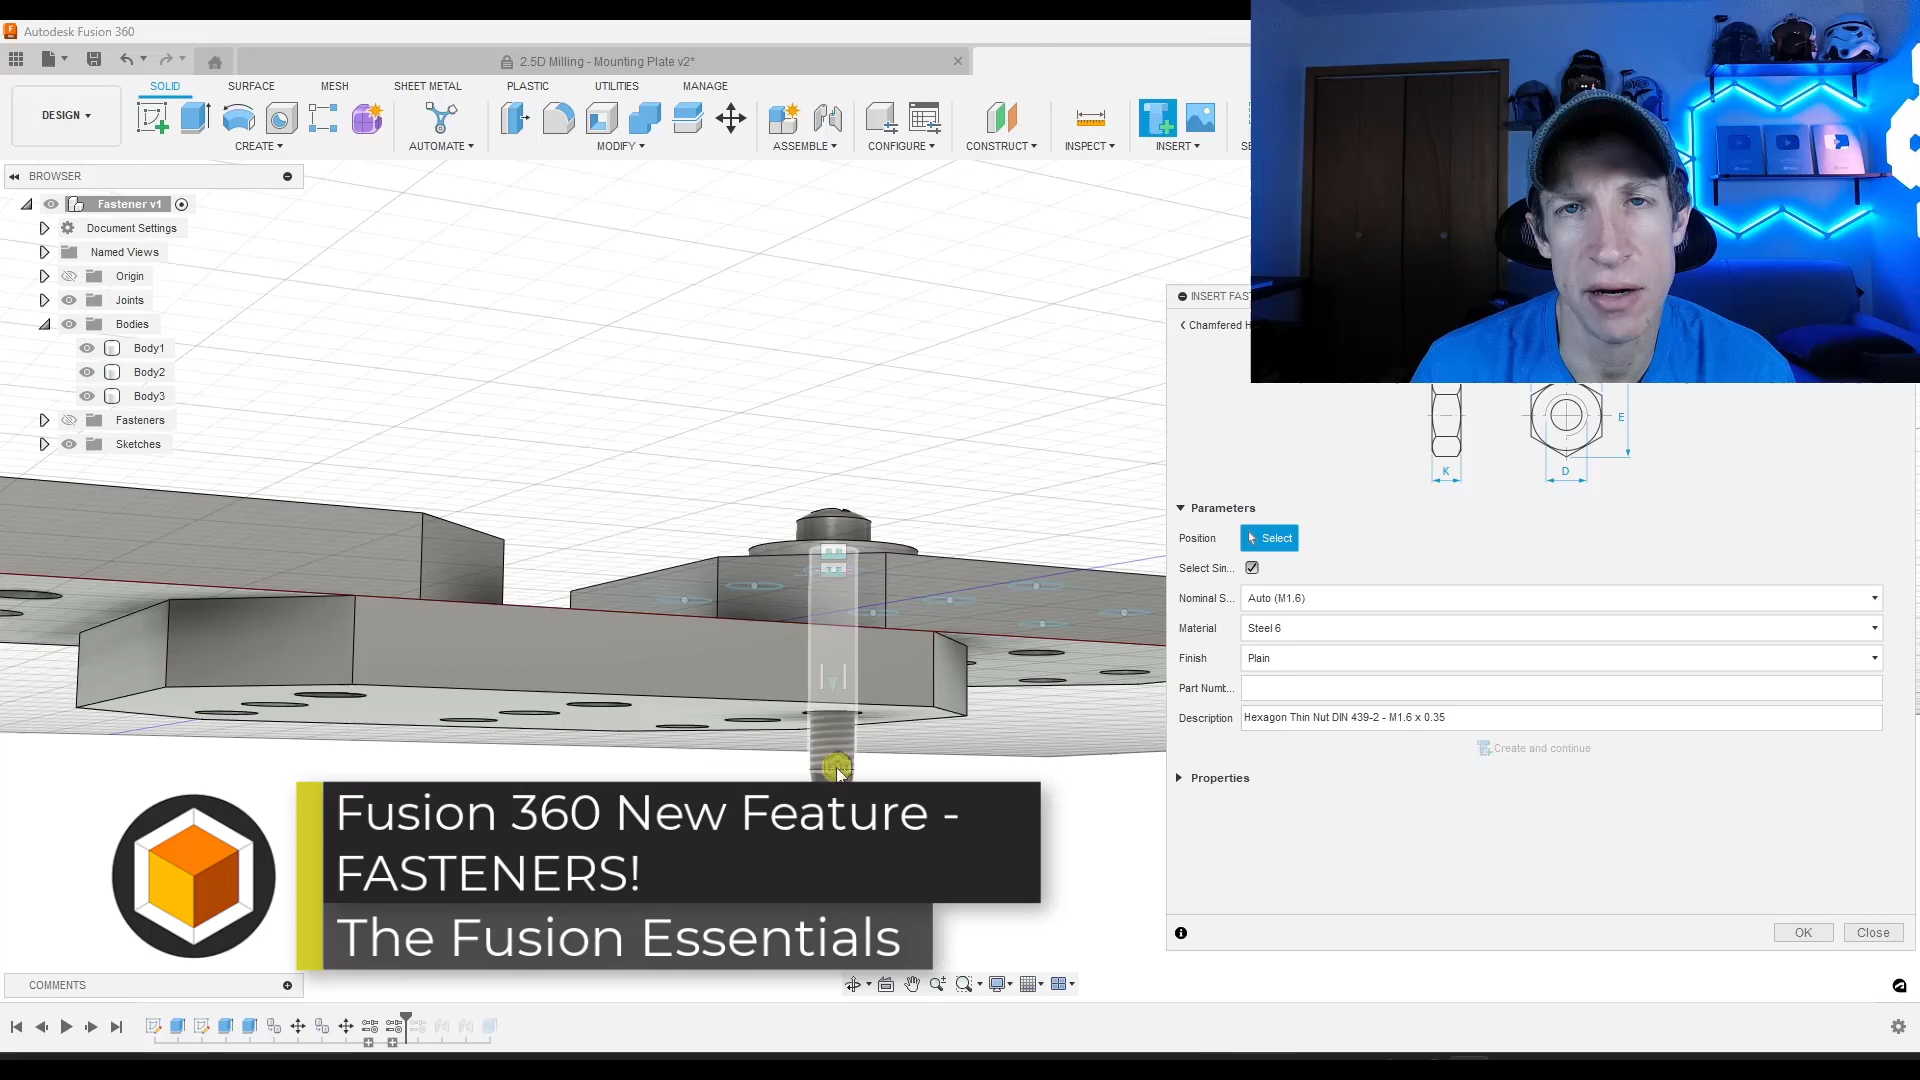 Autodesk Fusion 360
2.5D Milling - Mounting Plate v2*
SOLID
SURFACE
MESH
SHEET METAL
PLASTIC
UTILITIES
MANAGE
DESIGN
CREATE
AUTOMATE
MODIFY
ASSEMBLE
CONFIGURE
CONSTRUCT
INSPECT
INSERT
BROWSER
Fastener v1
Document Settings
Named Views
Origin
Joints
Bodies
Body1
Body2
Body3
Fasteners
Sketches
INSERT FAS
Chamfered H
E
K
D
Parameters
Position
Select
Select Sin...
Nominal S...
Auto (M1.6)
Material
Steel 6
Finish
Plain
Part Numb...
Description
Hexagon Thin Nut DIN 439-2 - M1.6 x 0.35
Create and continue
Properties
OK
Close
Fusion 360 New Feature -
FASTENERS!
The Fusion Essentials
COMMENTS